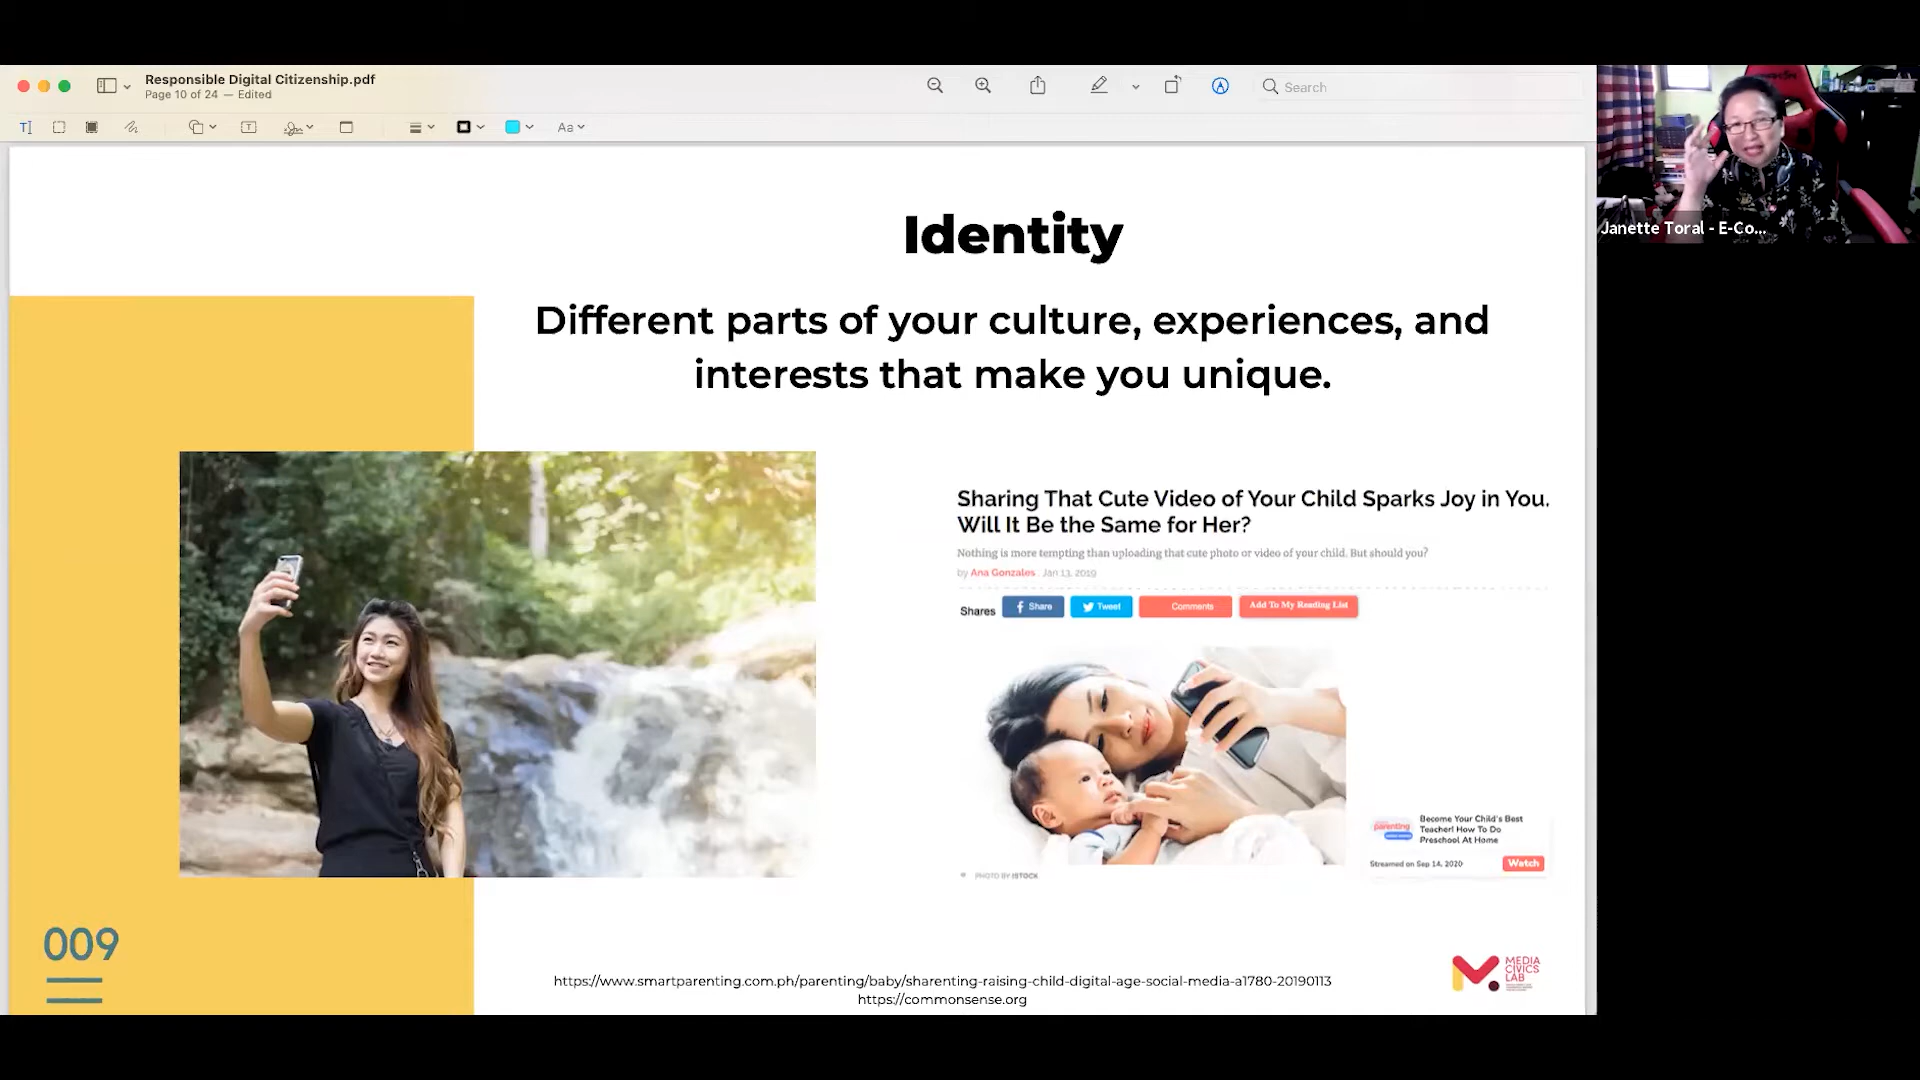 Responsible Digital Citizenship.pdf
Page 10 of 24 — Edited
Search
Aa
Janette Toral - E-Co...
Identity
Different parts of your culture, experiences, and
interests that make you unique.
Sharing That Cute Video of Your Child Sparks Joy in You.
Will It Be the Same for Her?
Nothing is more tempting than uploading that cute photo or video of your child. But should you?
by Ana Gonzales . Jan 13, 2019
Shares
Share
Tweet
Comments
Add To My Reading List
parenting
Become Your Child's Best
Teacher! How To Do
Preschool At Home
Streamed on Sep 14, 2020
Watch
PHOTO BY ISTOCK
009
https://www.smartparenting.com.ph/parenting/baby/sharenting-raising-child-digital-age-social-media-a1780-20190113
https://commonsense.org
MEDIA
CIVICS
LAB